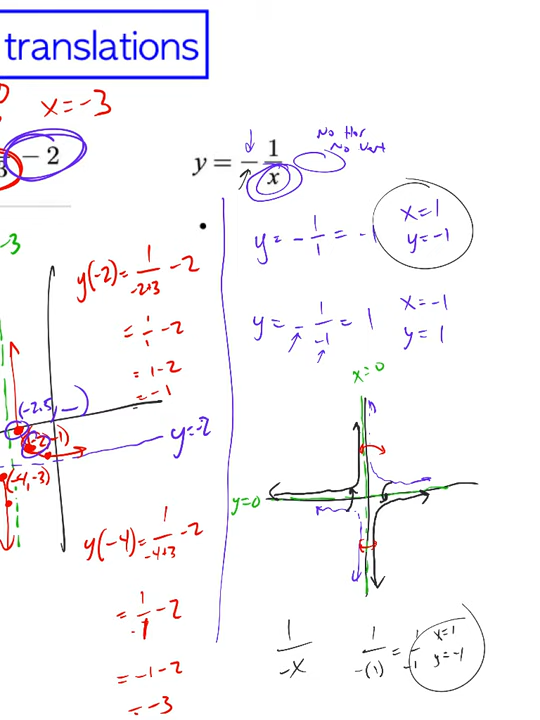 translations
x = -3
- 2
-3
y(-2) = 1/(-2+3) - 2
= 1/1 - 2
= 1 - 2
= -1
(-2.5, _)
(-2,-1)
y = -2
(-4,-3)
y(-4) = 1/(-4+3) - 2
= 1/-1 - 2
= -1 - 2
= -3
y = - 1/x
No Hor
No Vert
y = - 1/1 = -1
x = 1
y = -1
y = - 1/-1 = 1
x = -1
y = 1
x = 0
y = 0
1/-x
1/-(1) = 1/-1
x = 1
y = -1